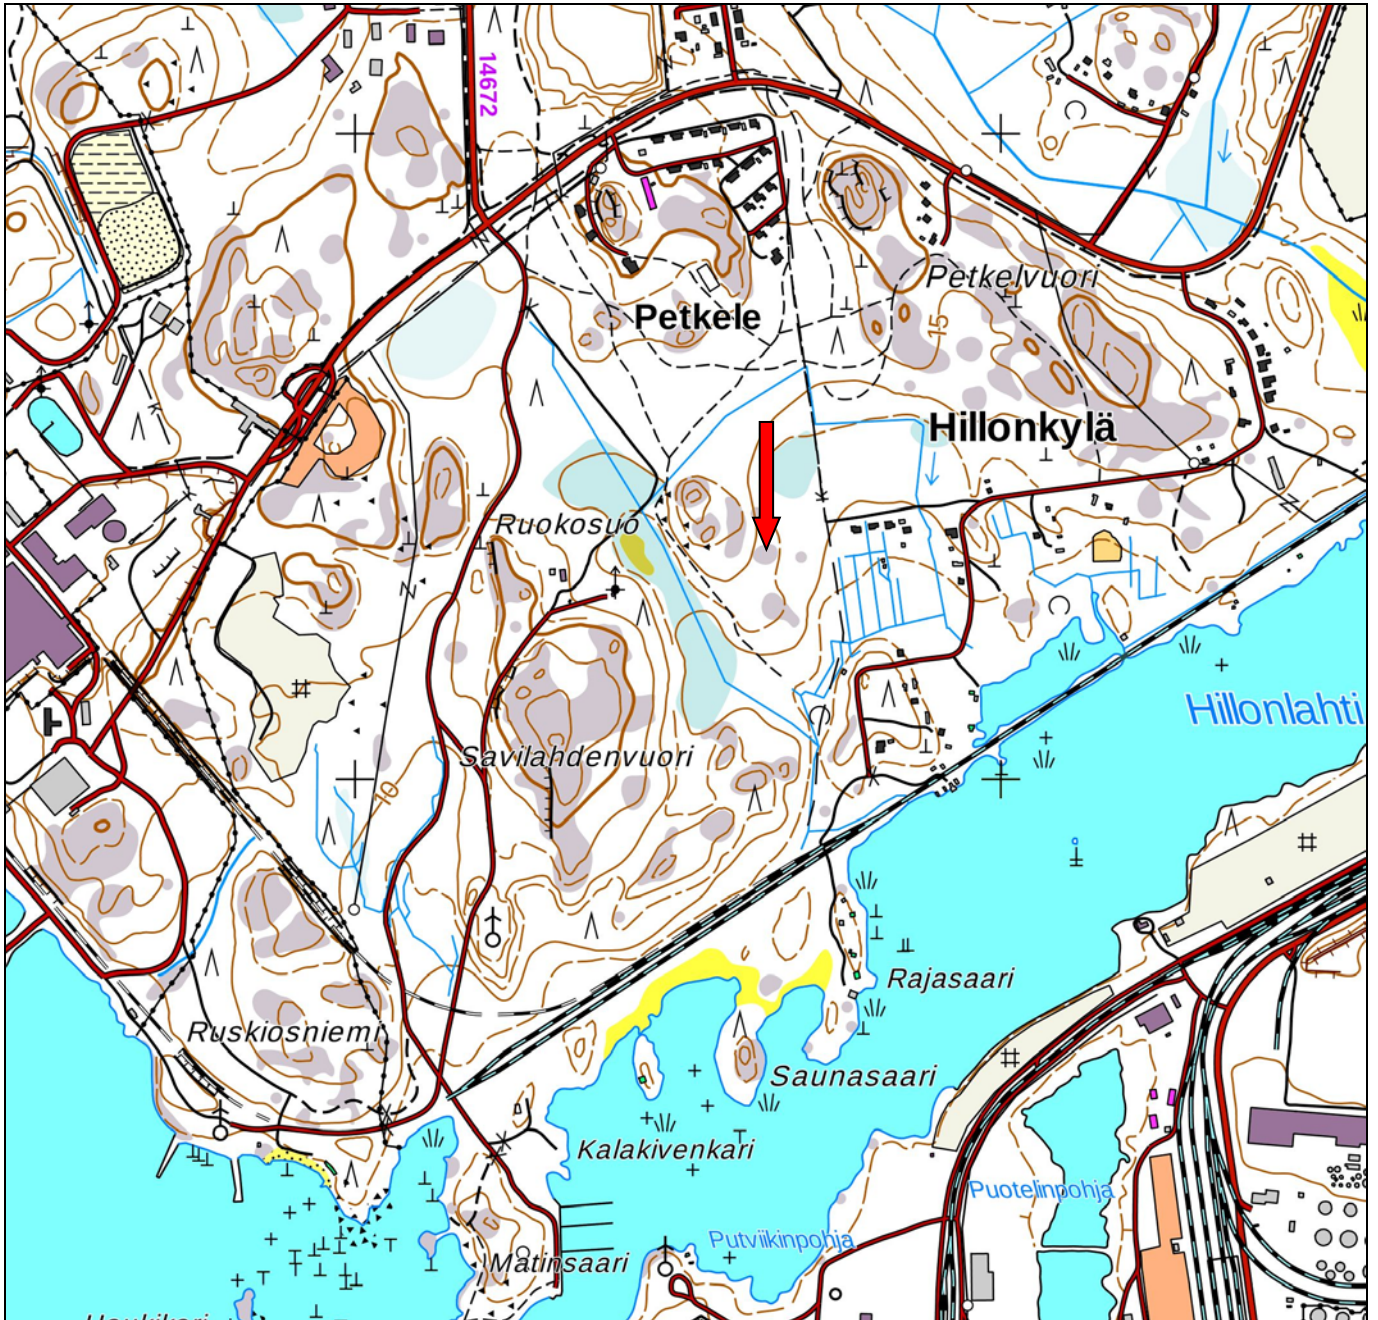 14672
Petkelvuori
Petkele
15
Hillonkylä
Ruokosuo
Hillonlahti
Savilahdenvuori
10
Rajasaari
Ruskiosniemi
Saunasaari
Kalakivenkari
Puotelinpohja
Putviikinpohja
Matinsaari